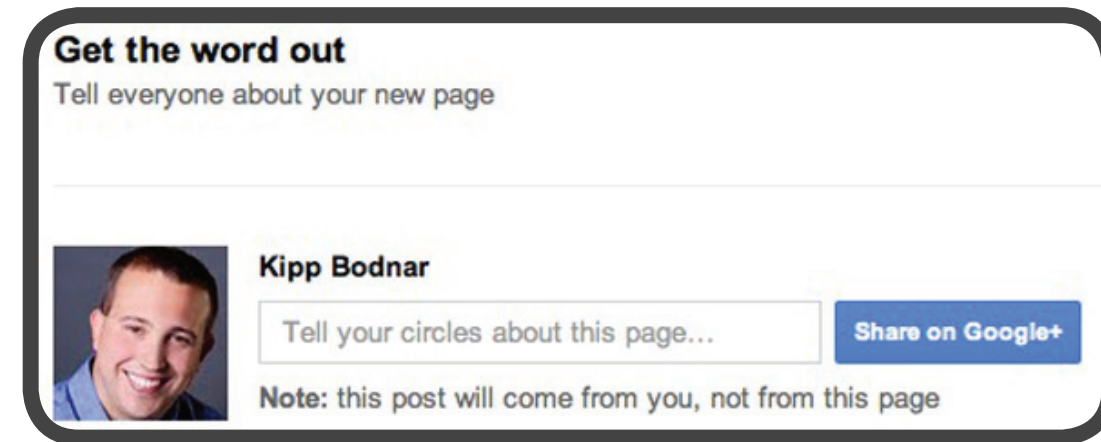 Get the word out
Tell everyone about your new page
Kipp Bodnar
Tell your circles about this page...
Share on Google+
Note: this post will come from you, not from this page